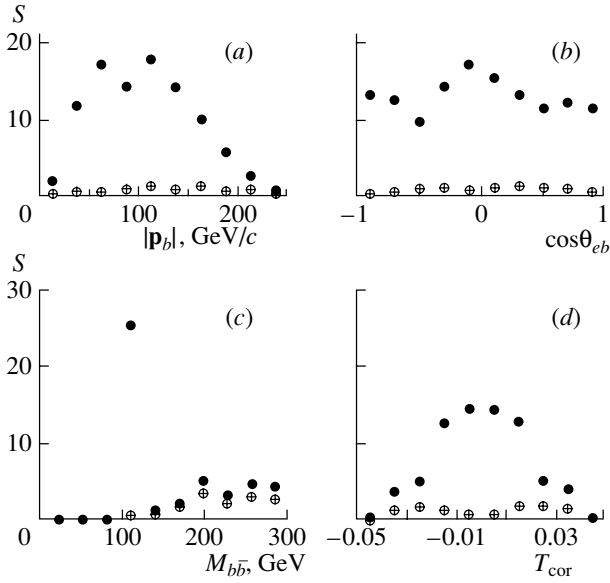 S
20
10
0
(a)
100
200
|p_b|, GeV/c
(b)
−1
0
1
cosθ_eb
S
30
20
10
0
(c)
100
200
300
M_bb̄, GeV
(d)
−0.05
−0.01
0.03
T_cor